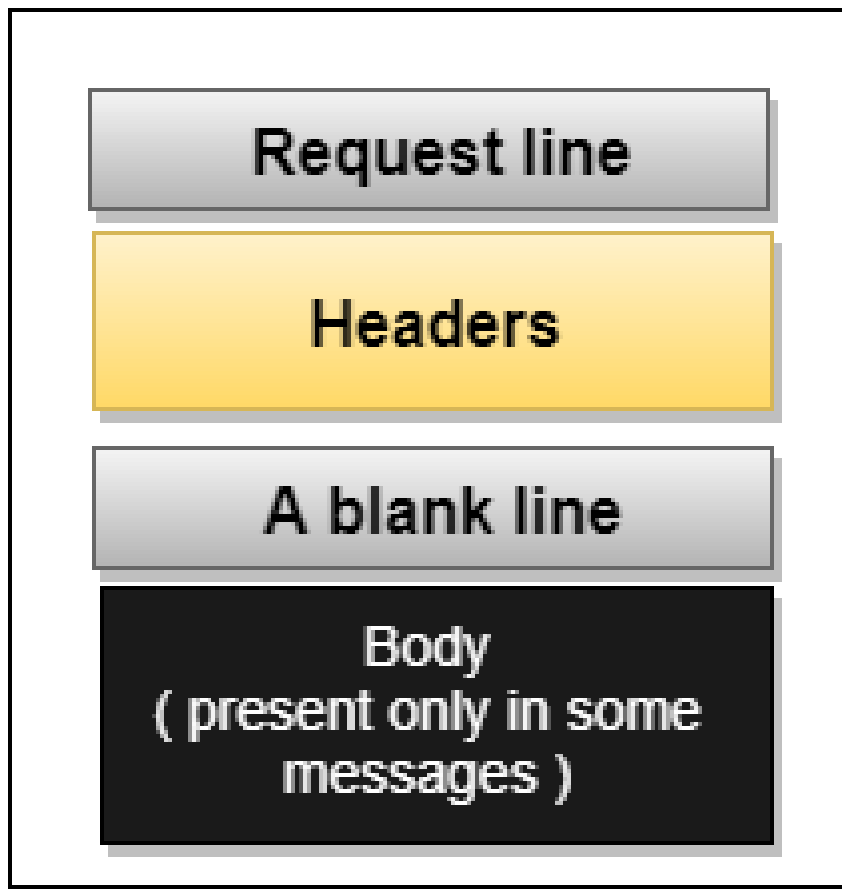 Request line
Headers
A blank line
Body
( present only in some
messages )